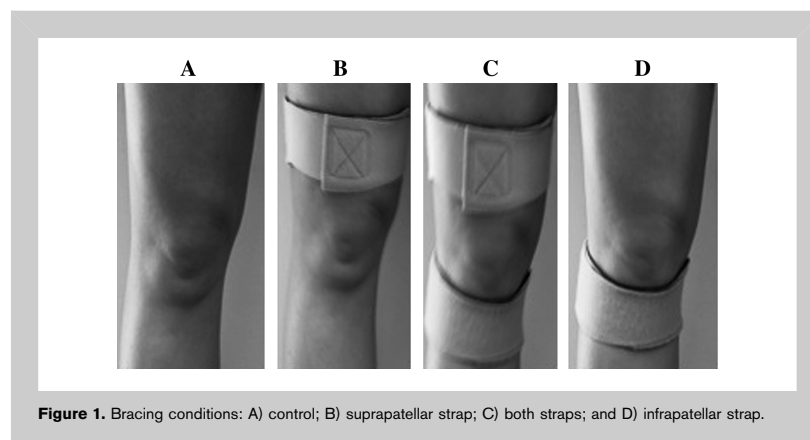 A B C D
Figure 1. Bracing conditions: A) control; B) suprapatellar strap; C) both straps; and D) infrapatellar strap.